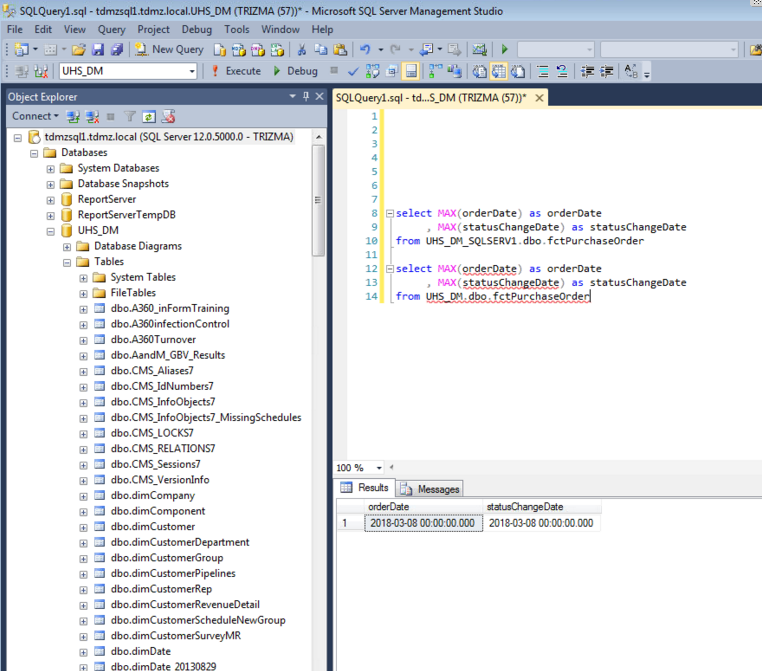 SQLQuery1.sql - tdmzsql1.tdmz.local.UHS_DM (TRIZMA (57))* - Microsoft SQL Server Management Studio
File Edit View Query Project Debug Tools Window Help
New Query
UHS_DM Execute Debug
Object Explorer
Connect
tdmzsql1.tdmz.local (SQL Server 12.0.5000.0 - TRIZMA)
Databases
System Databases
Database Snapshots
ReportServer
ReportServerTempDB
UHS_DM
Database Diagrams
Tables
System Tables
FileTables
dbo.A360_inFormTraining
dbo.A360infectionControl
dbo.A360Turnover
dbo.AandM_GBV_Results
dbo.CMS_Aliases7
dbo.CMS_IdNumbers7
dbo.CMS_InfoObjects7
dbo.CMS_InfoObjects7_MissingSchedules
dbo.CMS_LOCKS7
dbo.CMS_RELATIONS7
dbo.CMS_Sessions7
dbo.CMS_VersionInfo
dbo.dimCompany
dbo.dimComponent
dbo.dimCustomer
dbo.dimCustomerDepartment
dbo.dimCustomerGroup
dbo.dimCustomerPipelines
dbo.dimCustomerRep
dbo.dimCustomerRevenueDetail
dbo.dimCustomerScheduleNewGroup
dbo.dimCustomerSurveyMR
dbo.dimDate
dbo.dimDate_20130829
SQLQuery1.sql - td...S_DM (TRIZMA (57))*
1
2
3
4
5
6
7
8 select MAX(orderDate) as orderDate
9 , MAX(statusChangeDate) as statusChangeDate
10 from UHS_DM_SQLSERV1.dbo.fctPurchaseOrder
11
12 select MAX(orderDate) as orderDate
13 , MAX(statusChangeDate) as statusChangeDate
14 from UHS_DM.dbo.fctPurchaseOrder
100 %
Results Messages
orderDate statusChangeDate
1 2018-03-08 00:00:00.000 2018-03-08 00:00:00.000